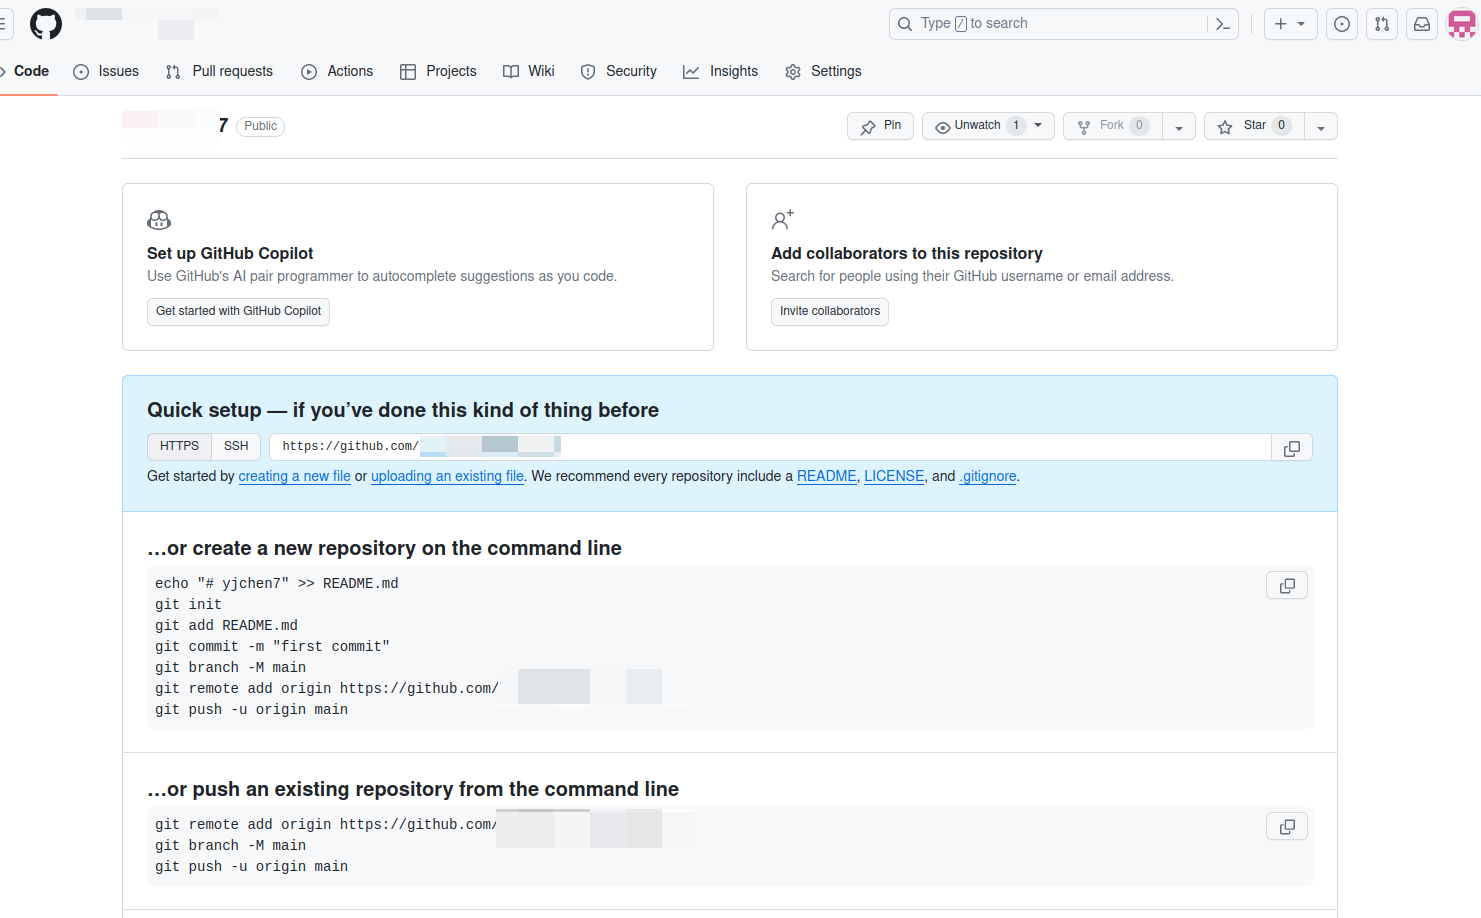 Type / to search
Code Issues Pull requests Actions Projects Wiki Security Insights Settings
7 Public Pin Unwatch 1 Fork 0 Star 0
Set up GitHub Copilot
Use GitHub's AI pair programmer to autocomplete suggestions as you code.
Get started with GitHub Copilot
Add collaborators to this repository
Search for people using their GitHub username or email address.
Invite collaborators
Quick setup — if you’ve done this kind of thing before
HTTPS SSH https://github.com/
Get started by creating a new file or uploading an existing file. We recommend every repository include a README, LICENSE, and .gitignore.
…or create a new repository on the command line
echo "# yjchen7" >> README.md
git init
git add README.md
git commit -m "first commit"
git branch -M main
git remote add origin https://github.com/
git push -u origin main
…or push an existing repository from the command line
git remote add origin https://github.com/
git branch -M main
git push -u origin main